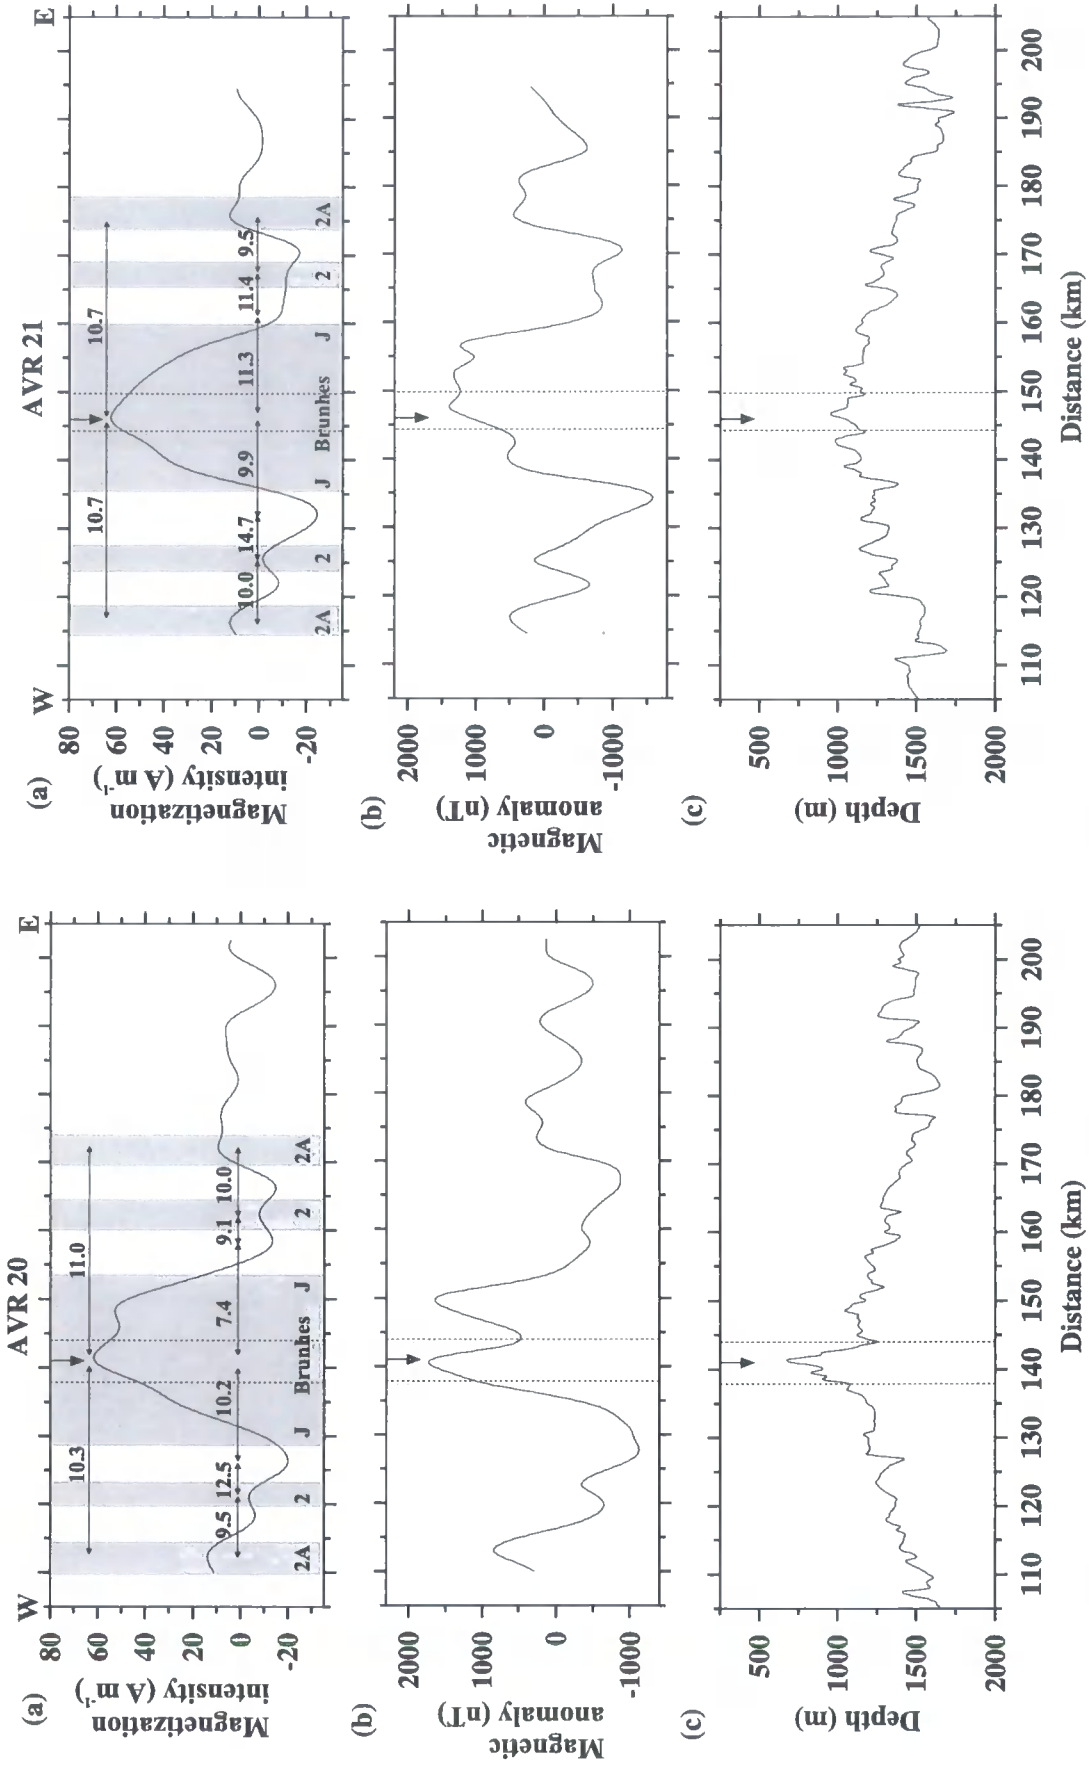 AVR 20
W E
(a)
Magnetization
intensity (A m⁻¹)
80
60
40
20
0
-20
10.3 11.0
9.5 12.5 10.2 7.4 9.1 10.0
2A 2 J Brunhes J 2 2A
(b)
Magnetic
anomaly (nT)
2000
1000
0
-1000
(c)
Depth (m)
500
1000
1500
2000
110 120 130 140 150 160 170 180 190 200
Distance (km)
AVR 21
W E
(a)
Magnetization
intensity (A m⁻¹)
80
60
40
20
0
-20
10.7 10.7
10.0 14.7 9.9 11.3 11.4 9.5
2A 2 J Brunhes J 2 2A
(b)
Magnetic
anomaly (nT)
2000
1000
0
-1000
(c)
Depth (m)
500
1000
1500
2000
110 120 130 140 150 160 170 180 190 200
Distance (km)